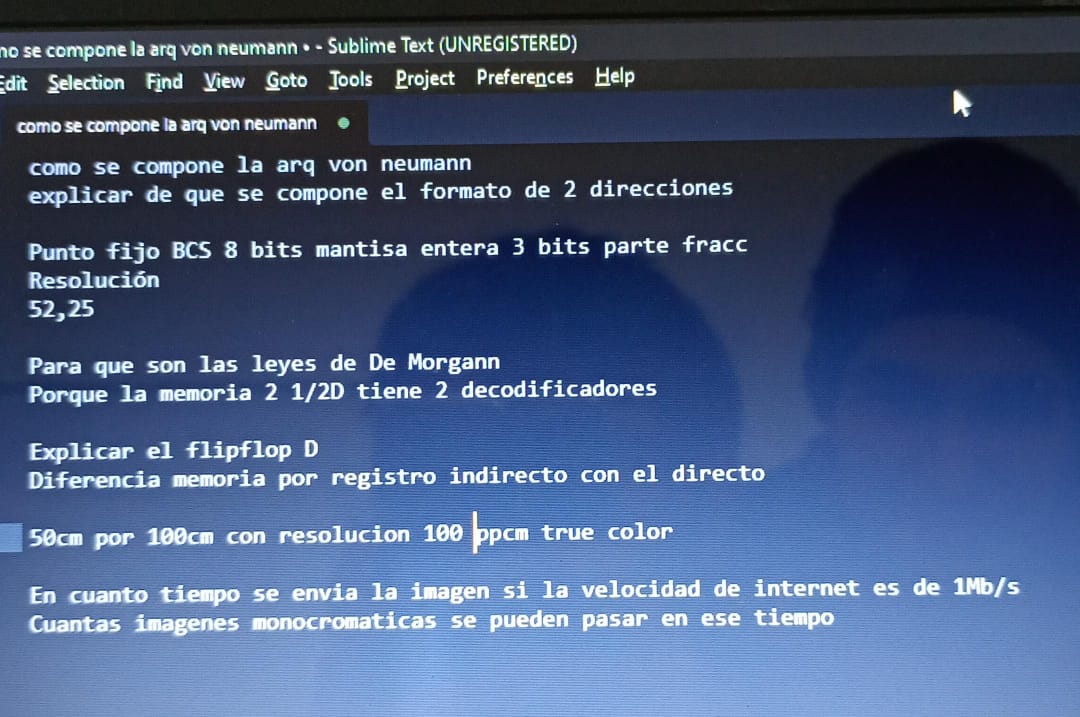 no se compone la arq von neumann • - Sublime Text (UNREGISTERED)
Edit Selection Find View Goto Tools Project Preferences Help
como se compone la arq von neumann
como se compone la arq von neumann
explicar de que se compone el formato de 2 direcciones
Punto fijo BCS 8 bits mantisa entera 3 bits parte fracc
Resolución
52,25
Para que son las leyes de De Morgann
Porque la memoria 2 1/2D tiene 2 decodificadores
Explicar el flipflop D
Diferencia memoria por registro indirecto con el directo
50cm por 100cm con resolucion 100 ppcm true color
En cuanto tiempo se envia la imagen si la velocidad de internet es de 1Mb/s
Cuantas imagenes monocromaticas se pueden pasar en ese tiempo